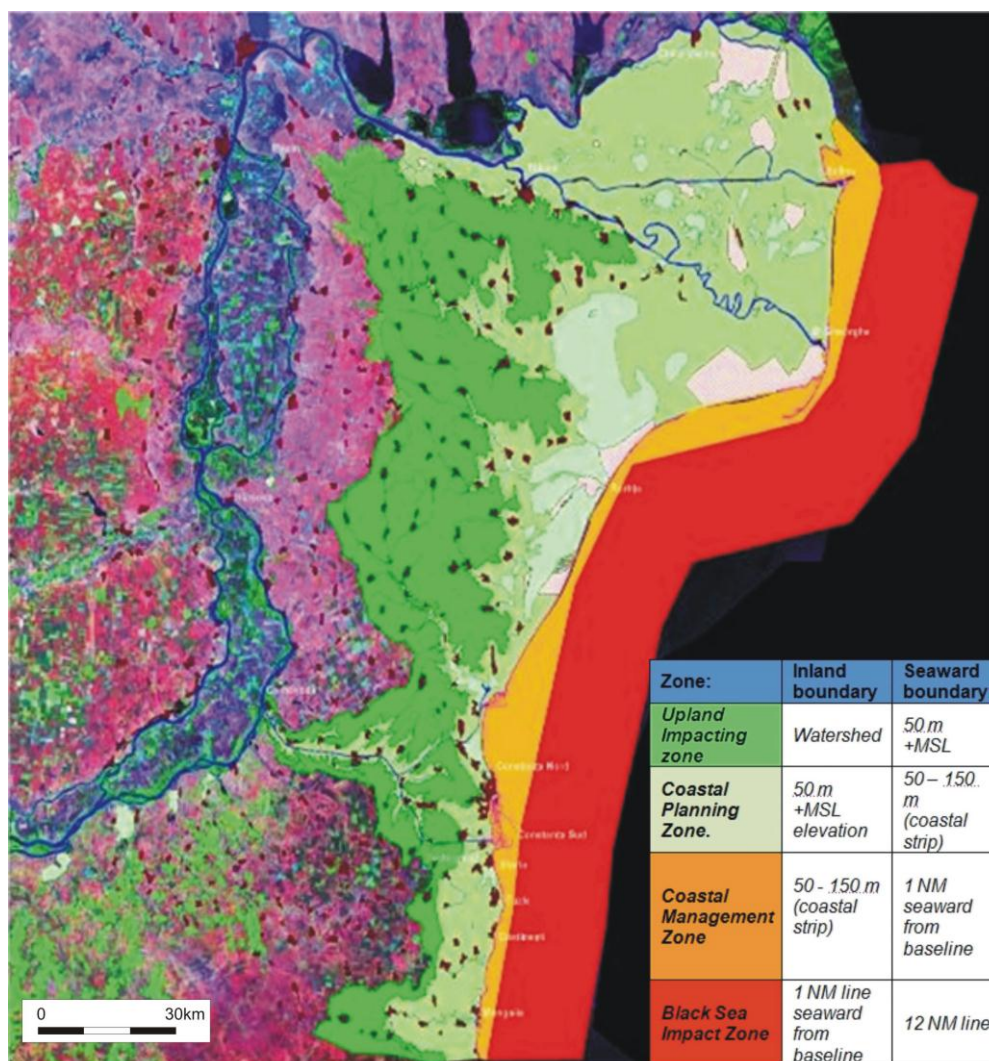 Constanta Nord
Constanta Sud
Zone:
Inland boundary
Seaward boundary
Upland Impacting zone
Watershed
50 m +MSL
Coastal Planning Zone.
50 m +MSL elevation
50 – 150 m (coastal strip)
Coastal Management Zone
50 - 150 m (coastal strip)
1 NM seaward from baseline
Black Sea Impact Zone
1 NM line seaward from baseline
12 NM line
0 30km